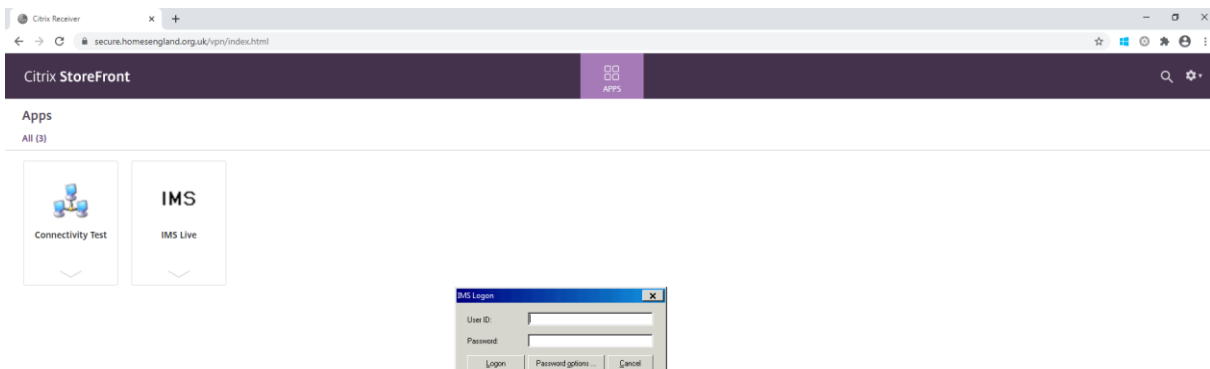 Citrix Receiver
secure.homesengland.org.uk/vpn/index.html
Citrix StoreFront
APPS
Apps
All (3)
IMS
Connectivity Test
IMS Live
IMS Logon
User ID:
Password:
Logon Password options ... Cancel